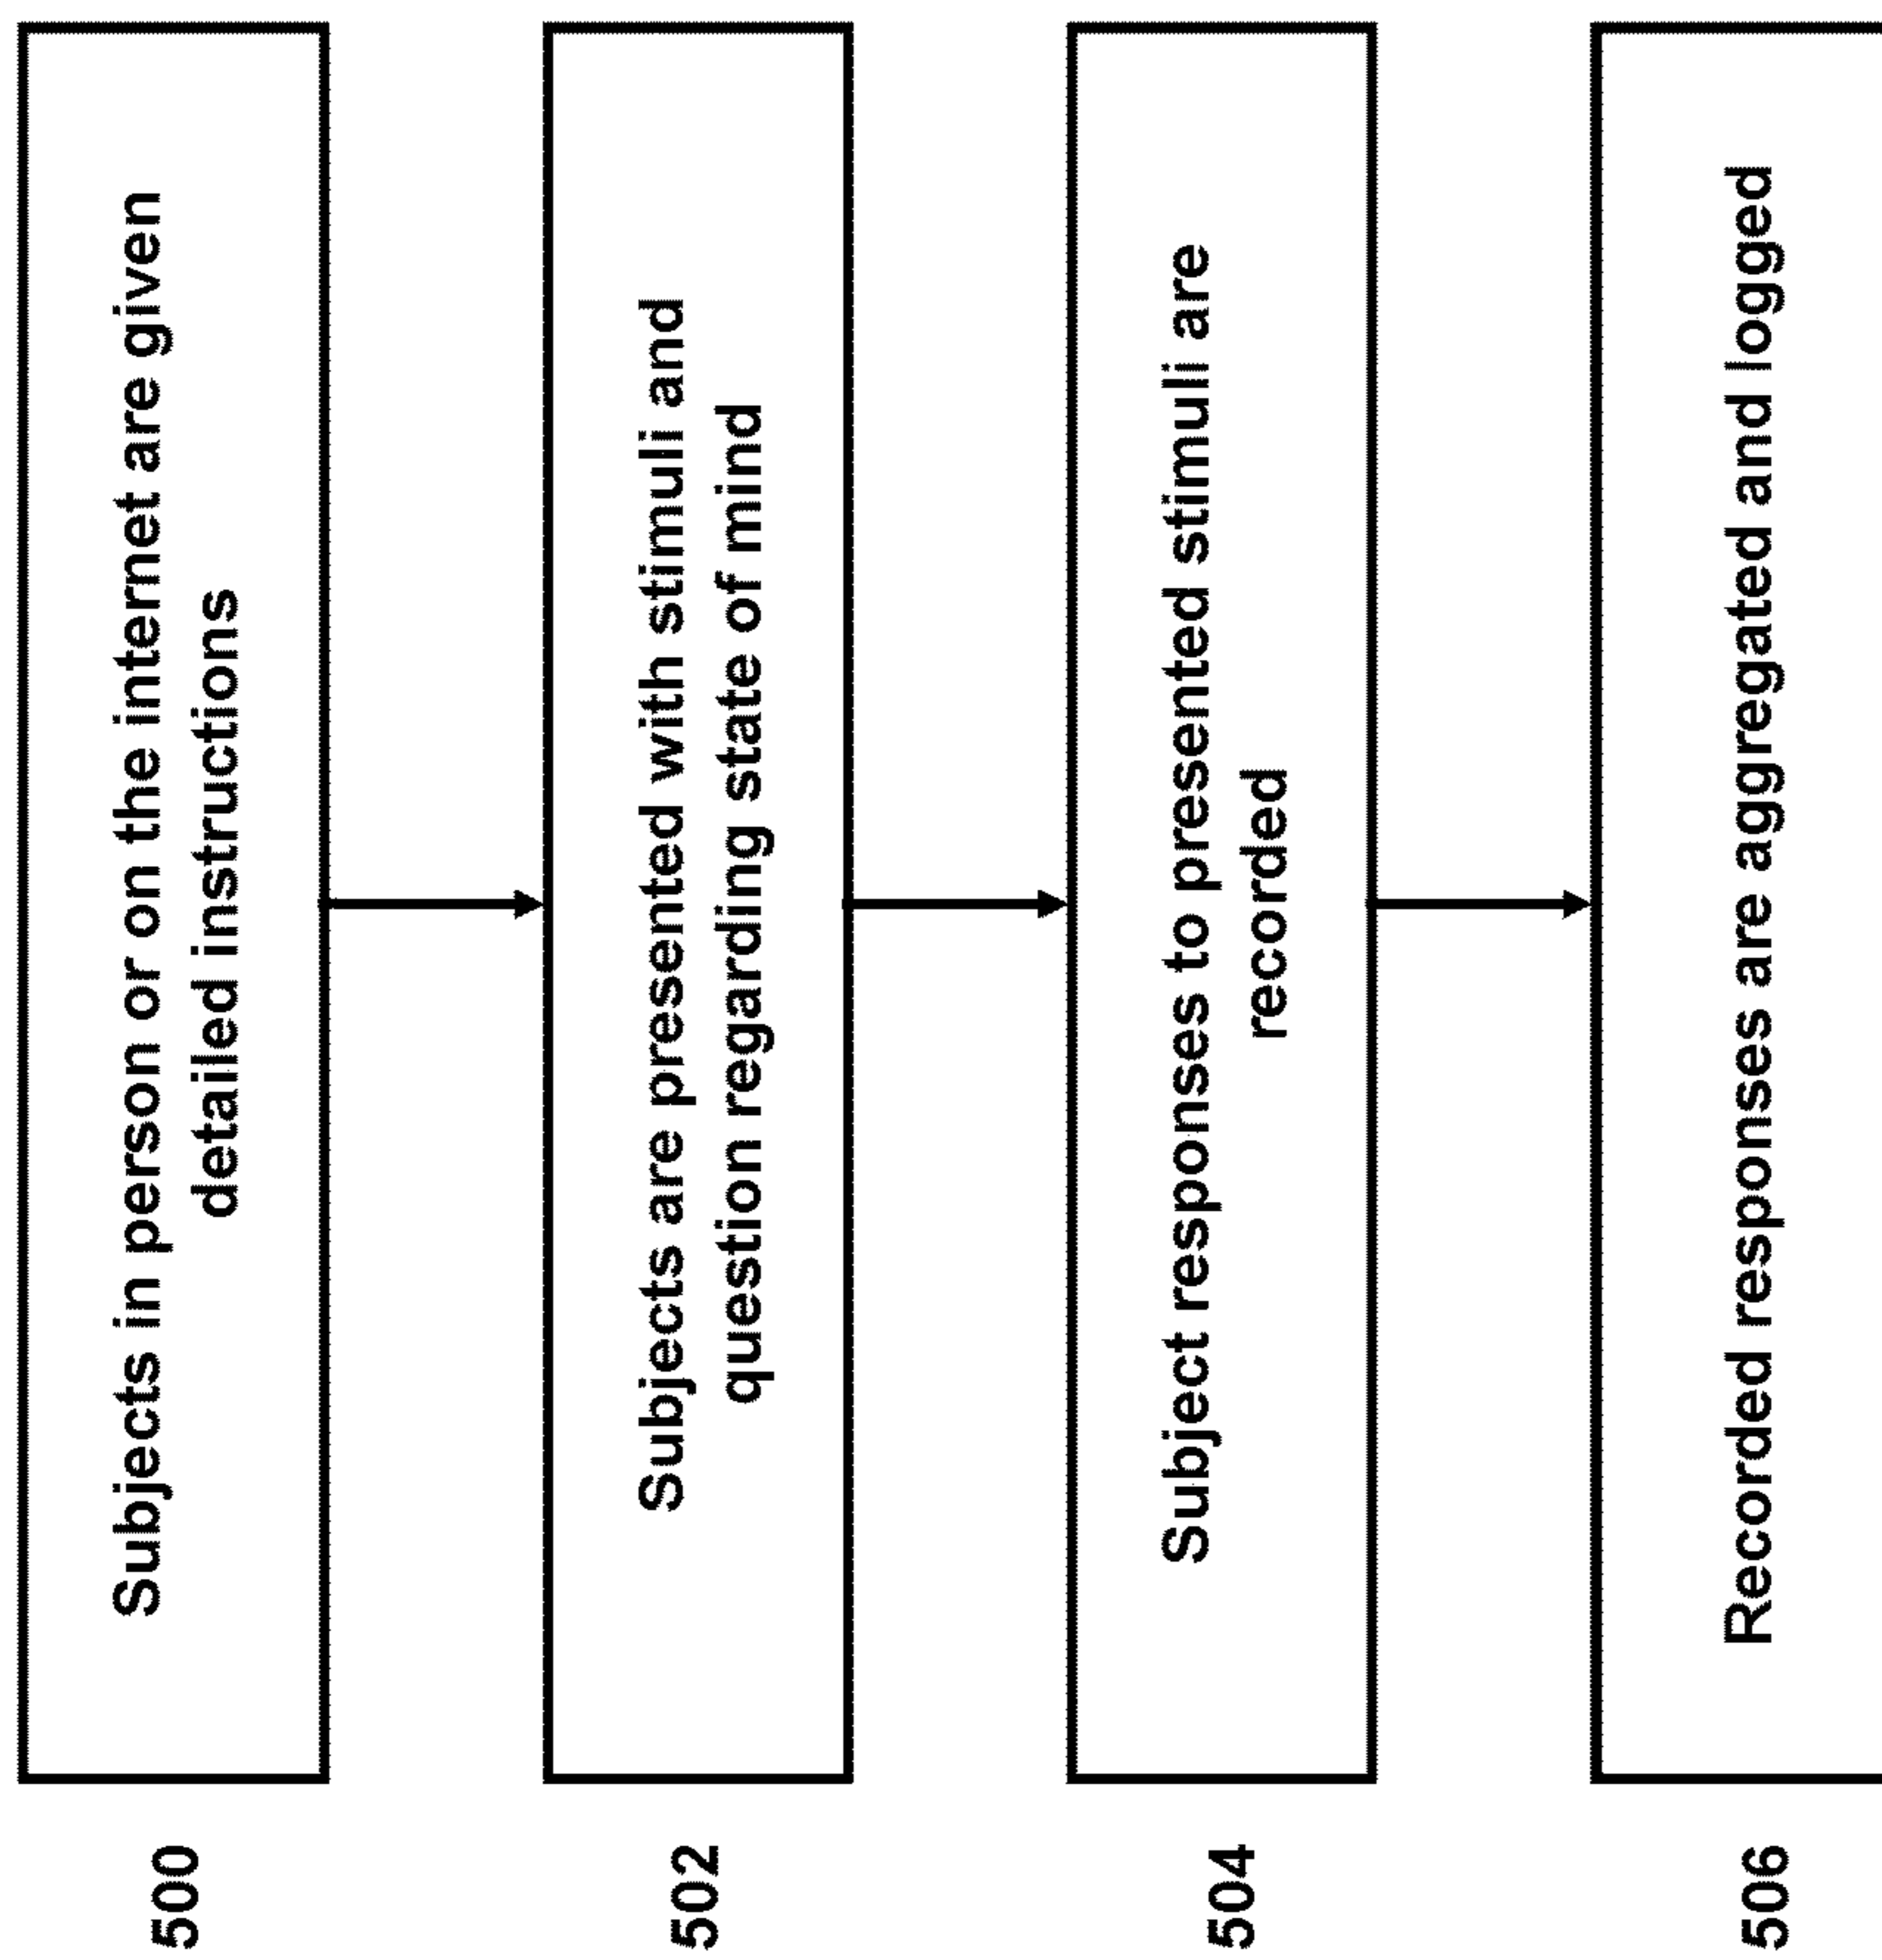 500
Subjects in person or on the internet are given
detailed instructions
502
Subjects are presented with stimuli and
question regarding state of mind
504
Subject responses to presented stimuli are
recorded
506
Recorded responses are aggregated and logged